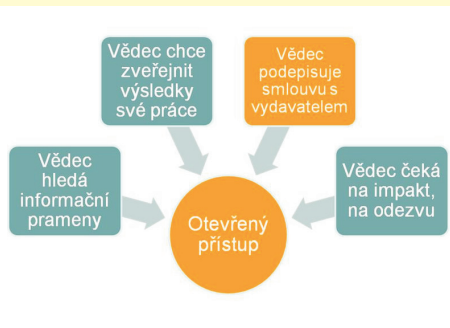 Vědec chce
zveřejnit
výsledky
své práce
Vědec
podepisuje
smlouvu s
vydavatelem
Vědec
hledá
informační
prameny
Vědec čeká
na impakt,
na odezvu
Otevřený
přístup